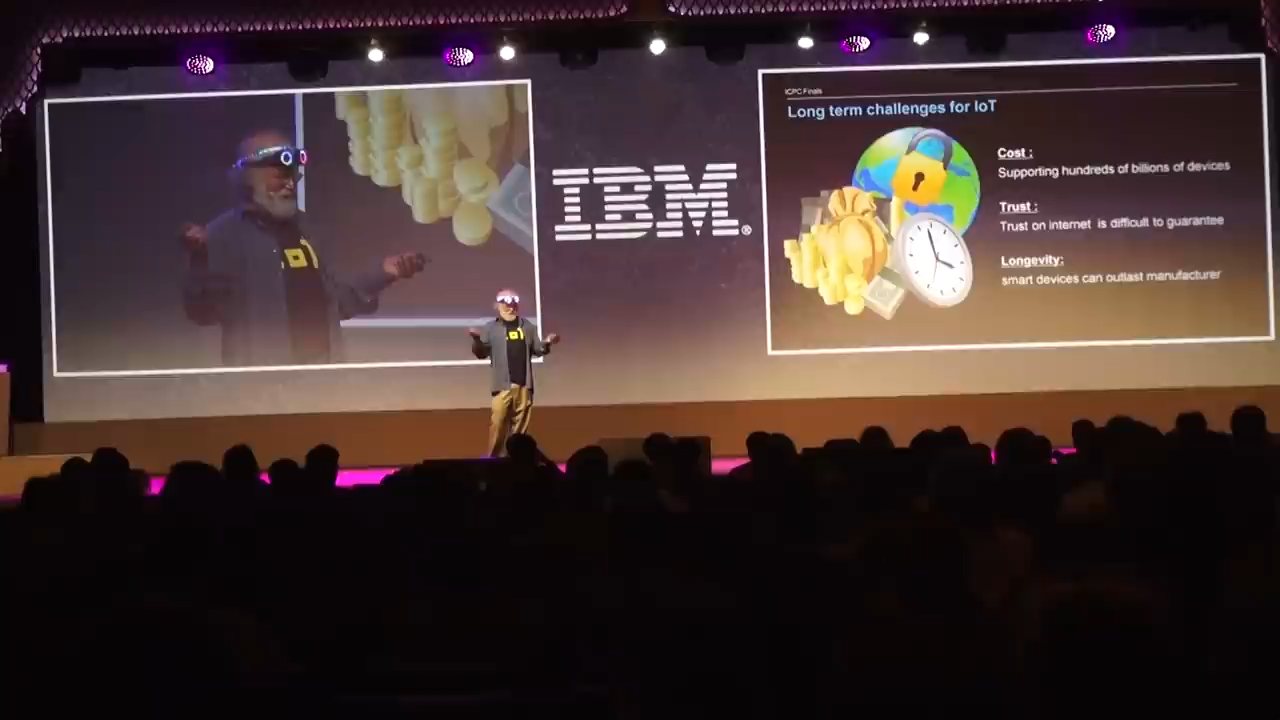 IBM®
ICPC Finals
Long term challenges for IoT
Cost :
Supporting hundreds of billions of devices
Trust :
Trust on internet is difficult to guarantee
Longevity:
smart devices can outlast manufacturer